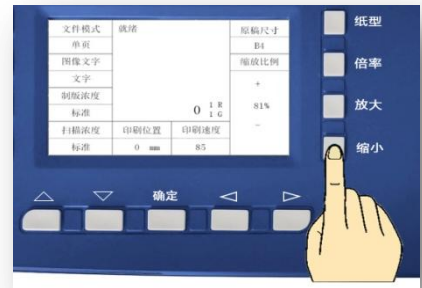 文件模式
单页
图像文字
文字
制版浓度
标准
扫描浓度
标准
就绪
0 1R
1G
印刷位置 印刷速度
0 mm 85
原稿尺寸
B4
缩放比例
+
81%
−
纸型
倍率
放大
缩小
确定